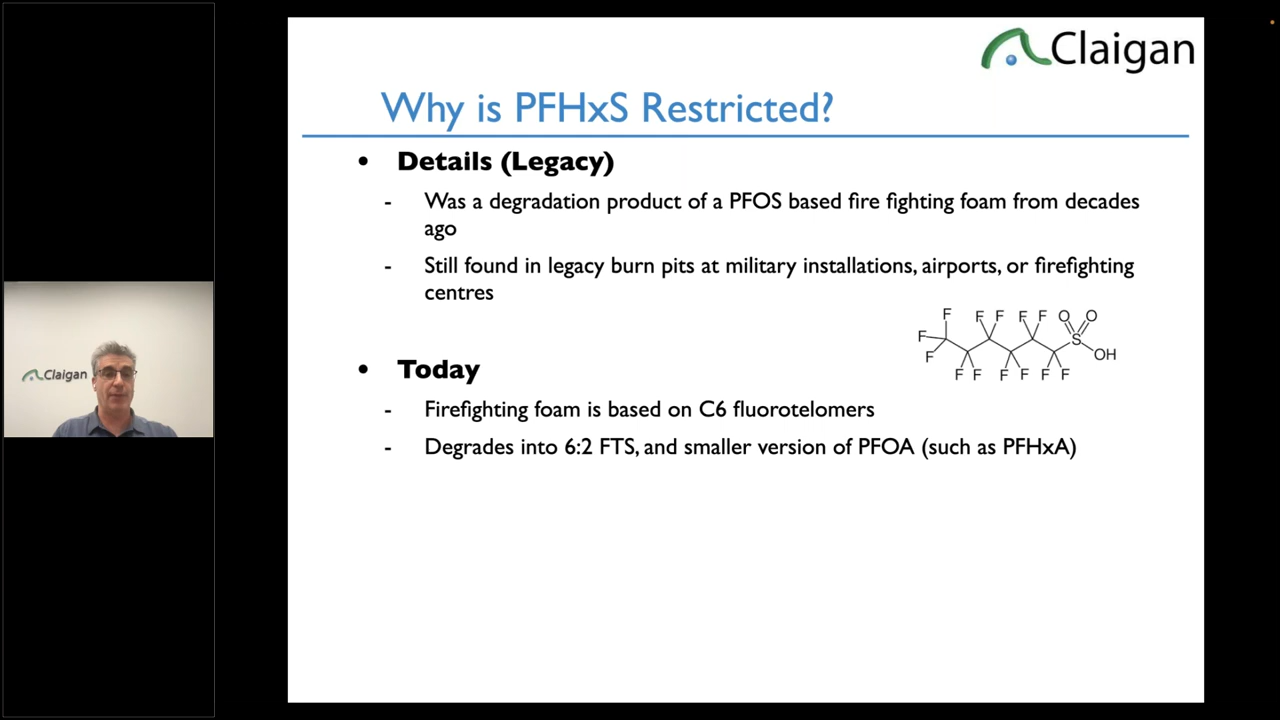 Claigan
Why is PFHxS Restricted?
• Details (Legacy)
- Was a degradation product of a PFOS based fire fighting foam from decades
ago
- Still found in legacy burn pits at military installations, airports, or firefighting
centres
F F F F F F O O
F S
F OH
F F F F F F
• Today
- Firefighting foam is based on C6 fluorotelomers
- Degrades into 6:2 FTS, and smaller version of PFOA (such as PFHxA)
Claigan